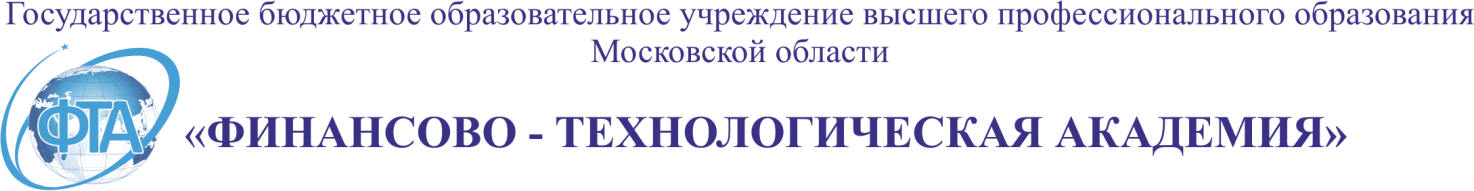 Государственное бюджетное образовательное учреждение высшего профессионального образования
Московской области
ФТА
«ФИНАНСОВО - ТЕХНОЛОГИЧЕСКАЯ АКАДЕМИЯ»